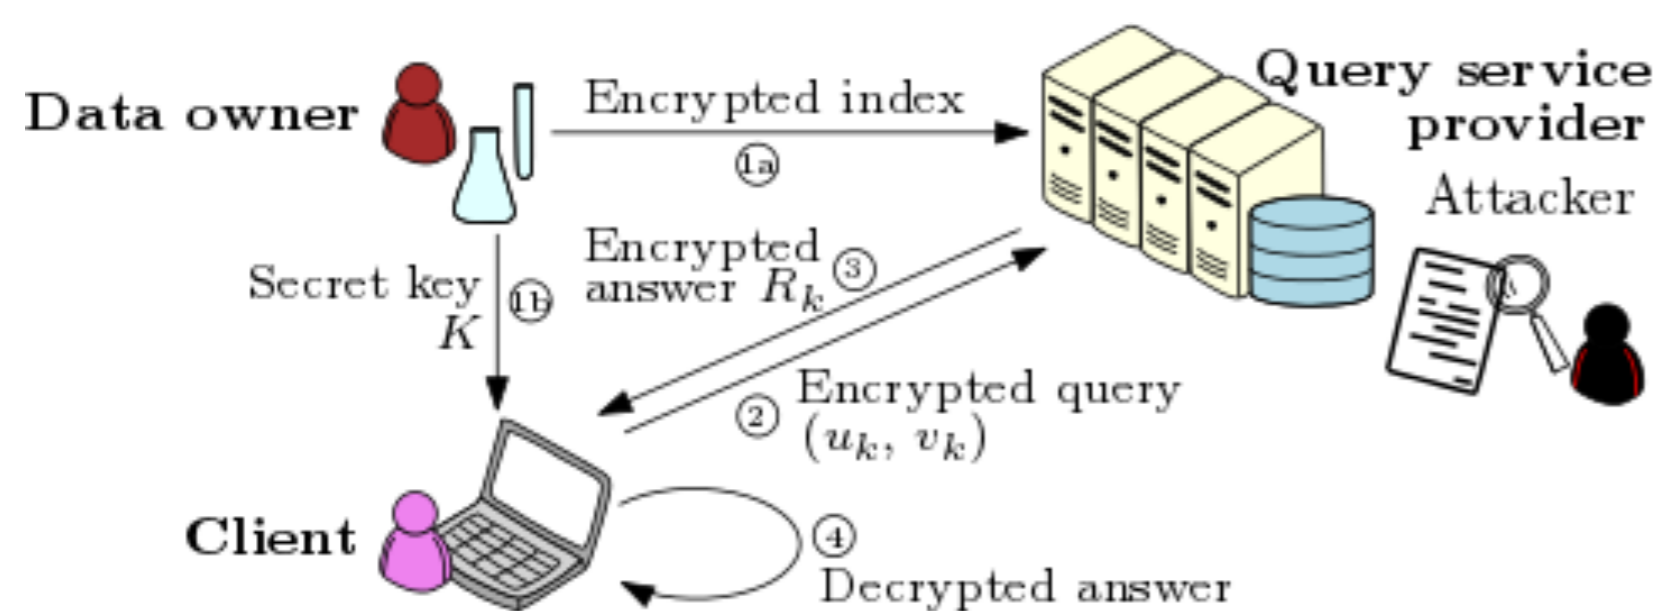 Data owner
Encrypted index
1a
Query service
provider
Attacker
Secret key
K
1b
Encrypted
answer R_k
3
2
Encrypted query
(u_k, v_k)
Client
4
Decrypted answer